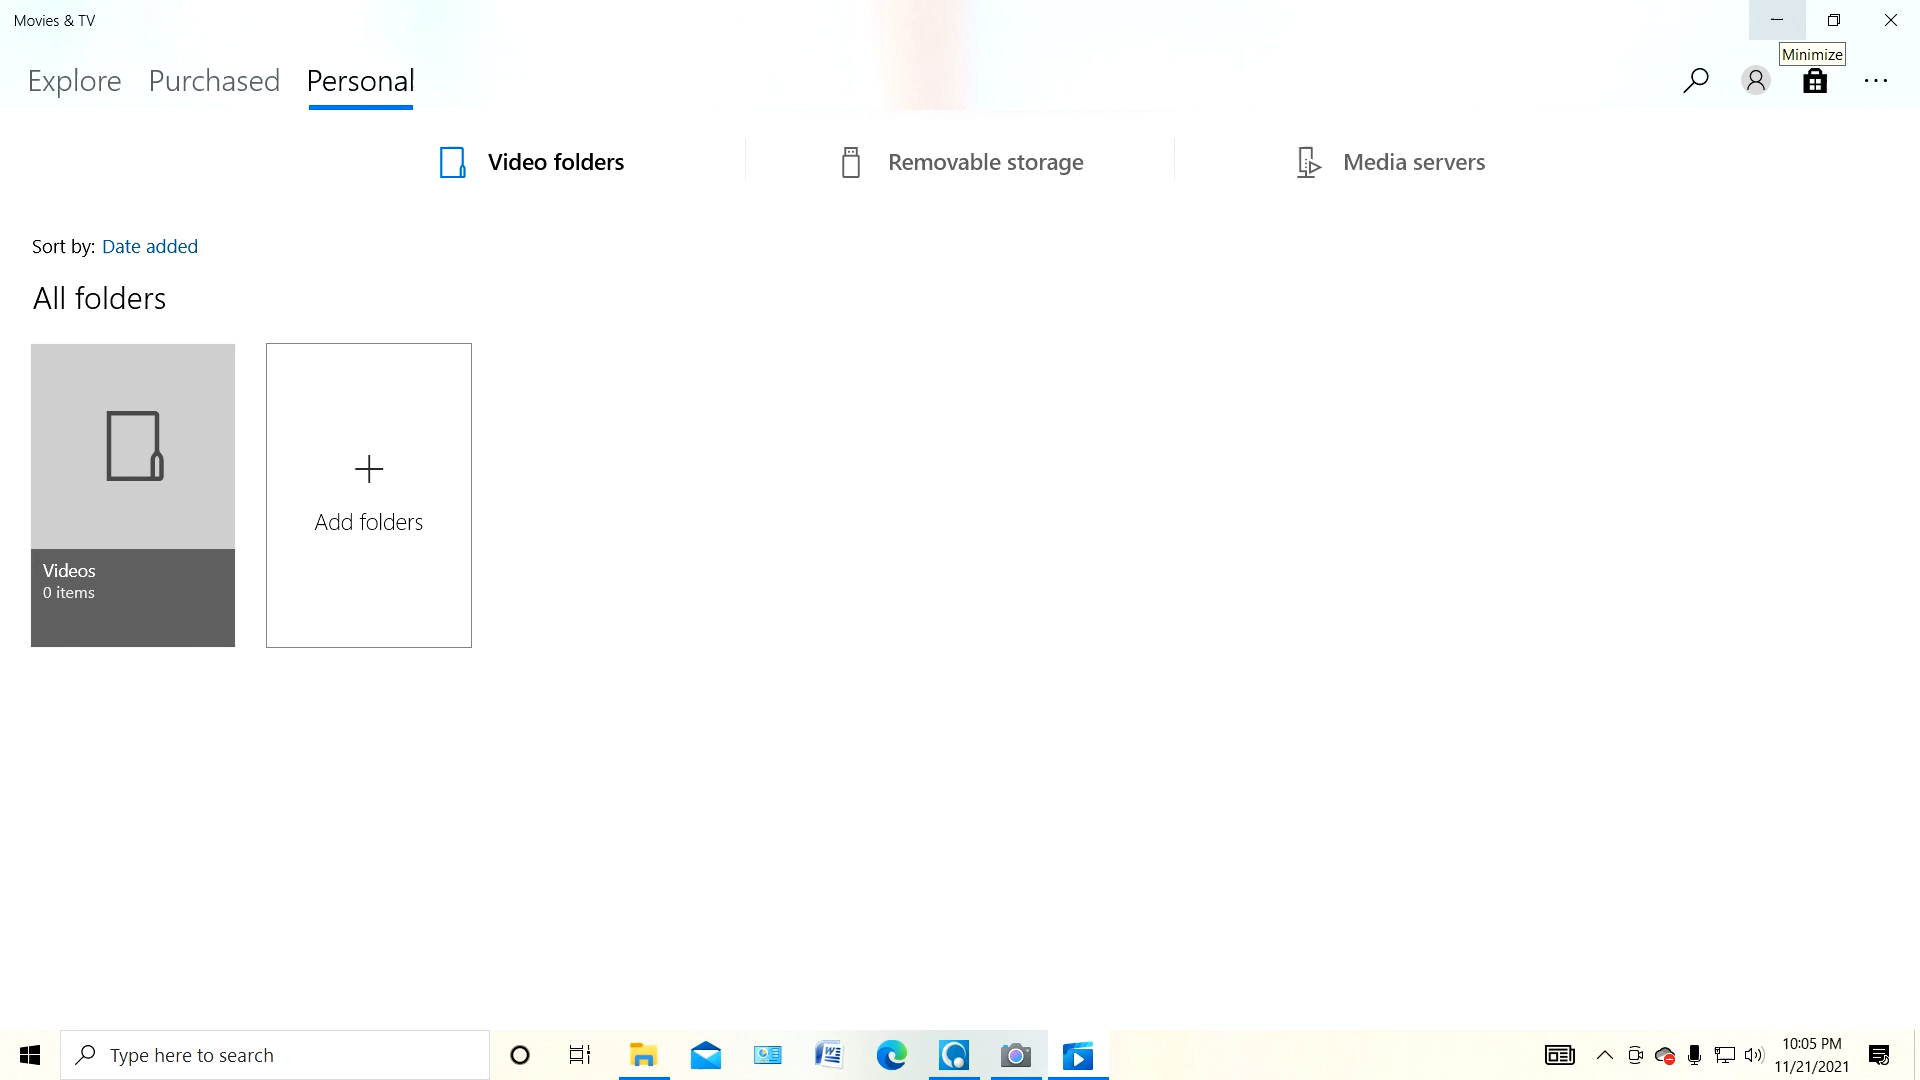 Movies & TV
Minimize
Explore Purchased Personal
Video folders Removable storage Media servers
Sort by: Date added
All folders
Add folders
Videos
0 items
Type here to search
10:05 PM
11/21/2021